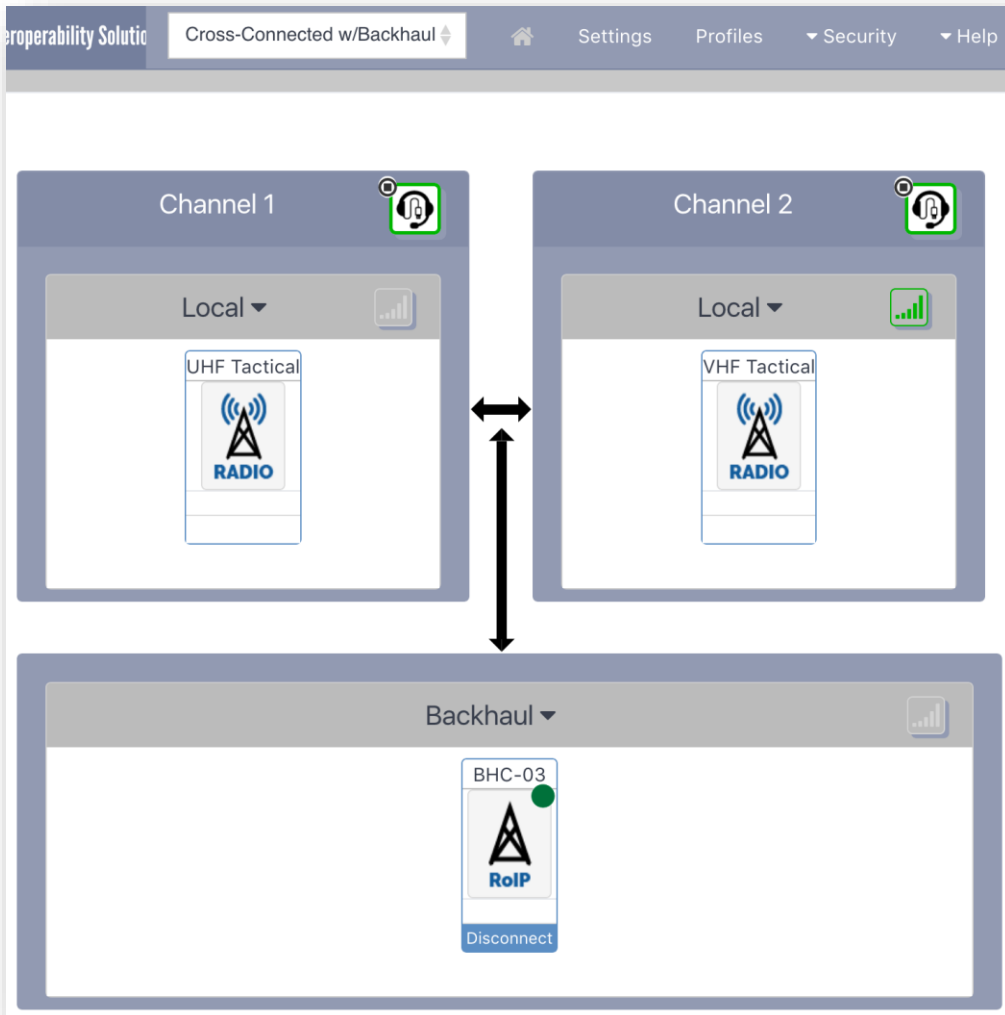 eroperability Solutio
Cross-Connected w/Backhaul
Settings
Profiles
Security
Help
Channel 1
Channel 2
Local
Local
UHF Tactical
RADIO
VHF Tactical
RADIO
Backhaul
BHC-03
RoIP
Disconnect